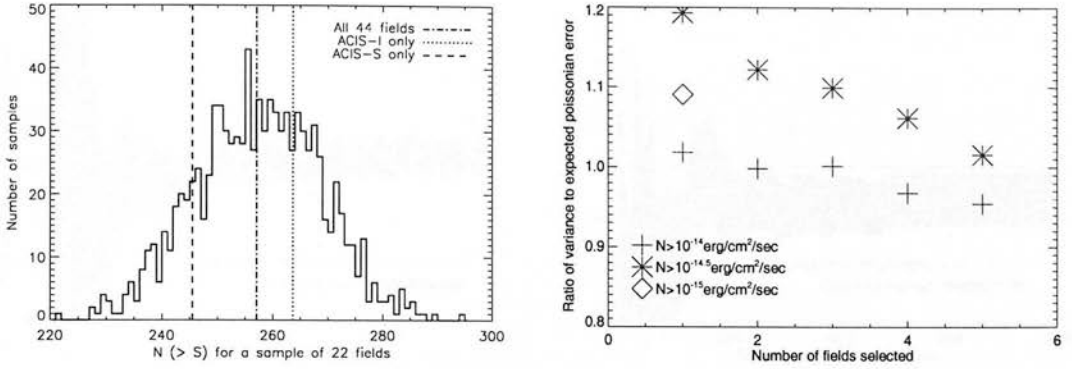 50
40
30
20
10
0
Number of samples
All 44 fields
ACIS-I only
ACIS-S only
220
240
260
280
300
N (> S) for a sample of 22 fields
1.2
1.1
1.0
0.9
0.8
Ratio of variance to expected poissonian error
N>10^-14erg/cm²/sec
N>10^-14.5erg/cm²/sec
N>10^-15erg/cm²/sec
0
2
4
6
Number of fields selected